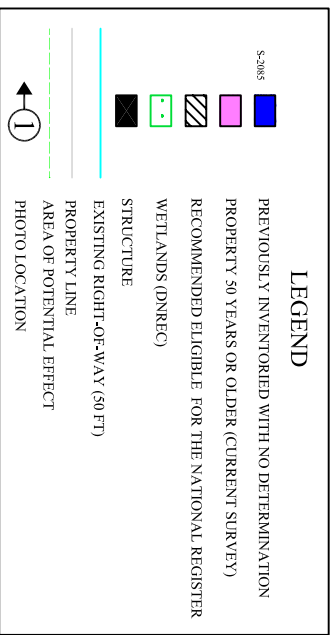 LEGEND
S-2085 PREVIOUSLY INVENTORIED WITH NO DETERMINATION
PROPERTY 50 YEARS OR OLDER (CURRENT SURVEY)
RECOMMENDED ELIGIBLE FOR THE NATIONAL REGISTER
WETLANDS (DNREC)
STRUCTURE
EXISTING RIGHT-OF-WAY (50 FT)
PROPERTY LINE
AREA OF POTENTIAL EFFECT
1 PHOTO LOCATION